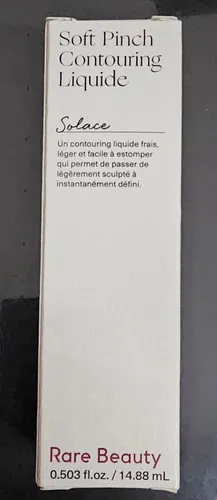 Soft Pinch
Contouring
Liquide
Solace
Un contouring liquide frais,
léger et facile à estomper
qui permet de passer de
légèrement sculpté à
instantanément défini.
Rare Beauty
0.503 fl.oz. / 14.88 mL